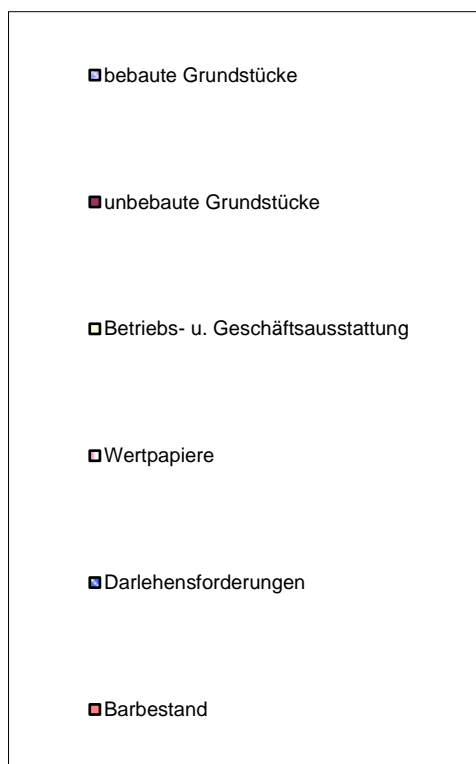 bebaute Grundstücke
unbebaute Grundstücke
Betriebs- u. Geschäftsausstattung
Wertpapiere
Darlehensforderungen
Barbestand